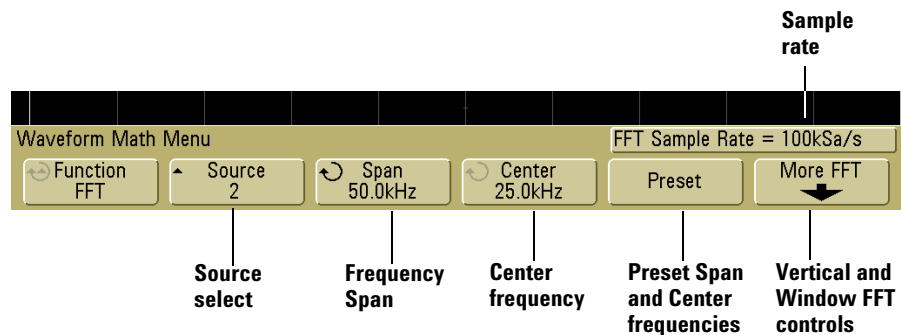 Sample
rate
Waveform Math Menu
FFT Sample Rate = 100kSa/s
Function
FFT
Source
2
Span
50.0kHz
Center
25.0kHz
Preset
More FFT
Source
select
Frequency
Span
Center
frequency
Preset Span
and Center
frequencies
Vertical and
Window FFT
controls